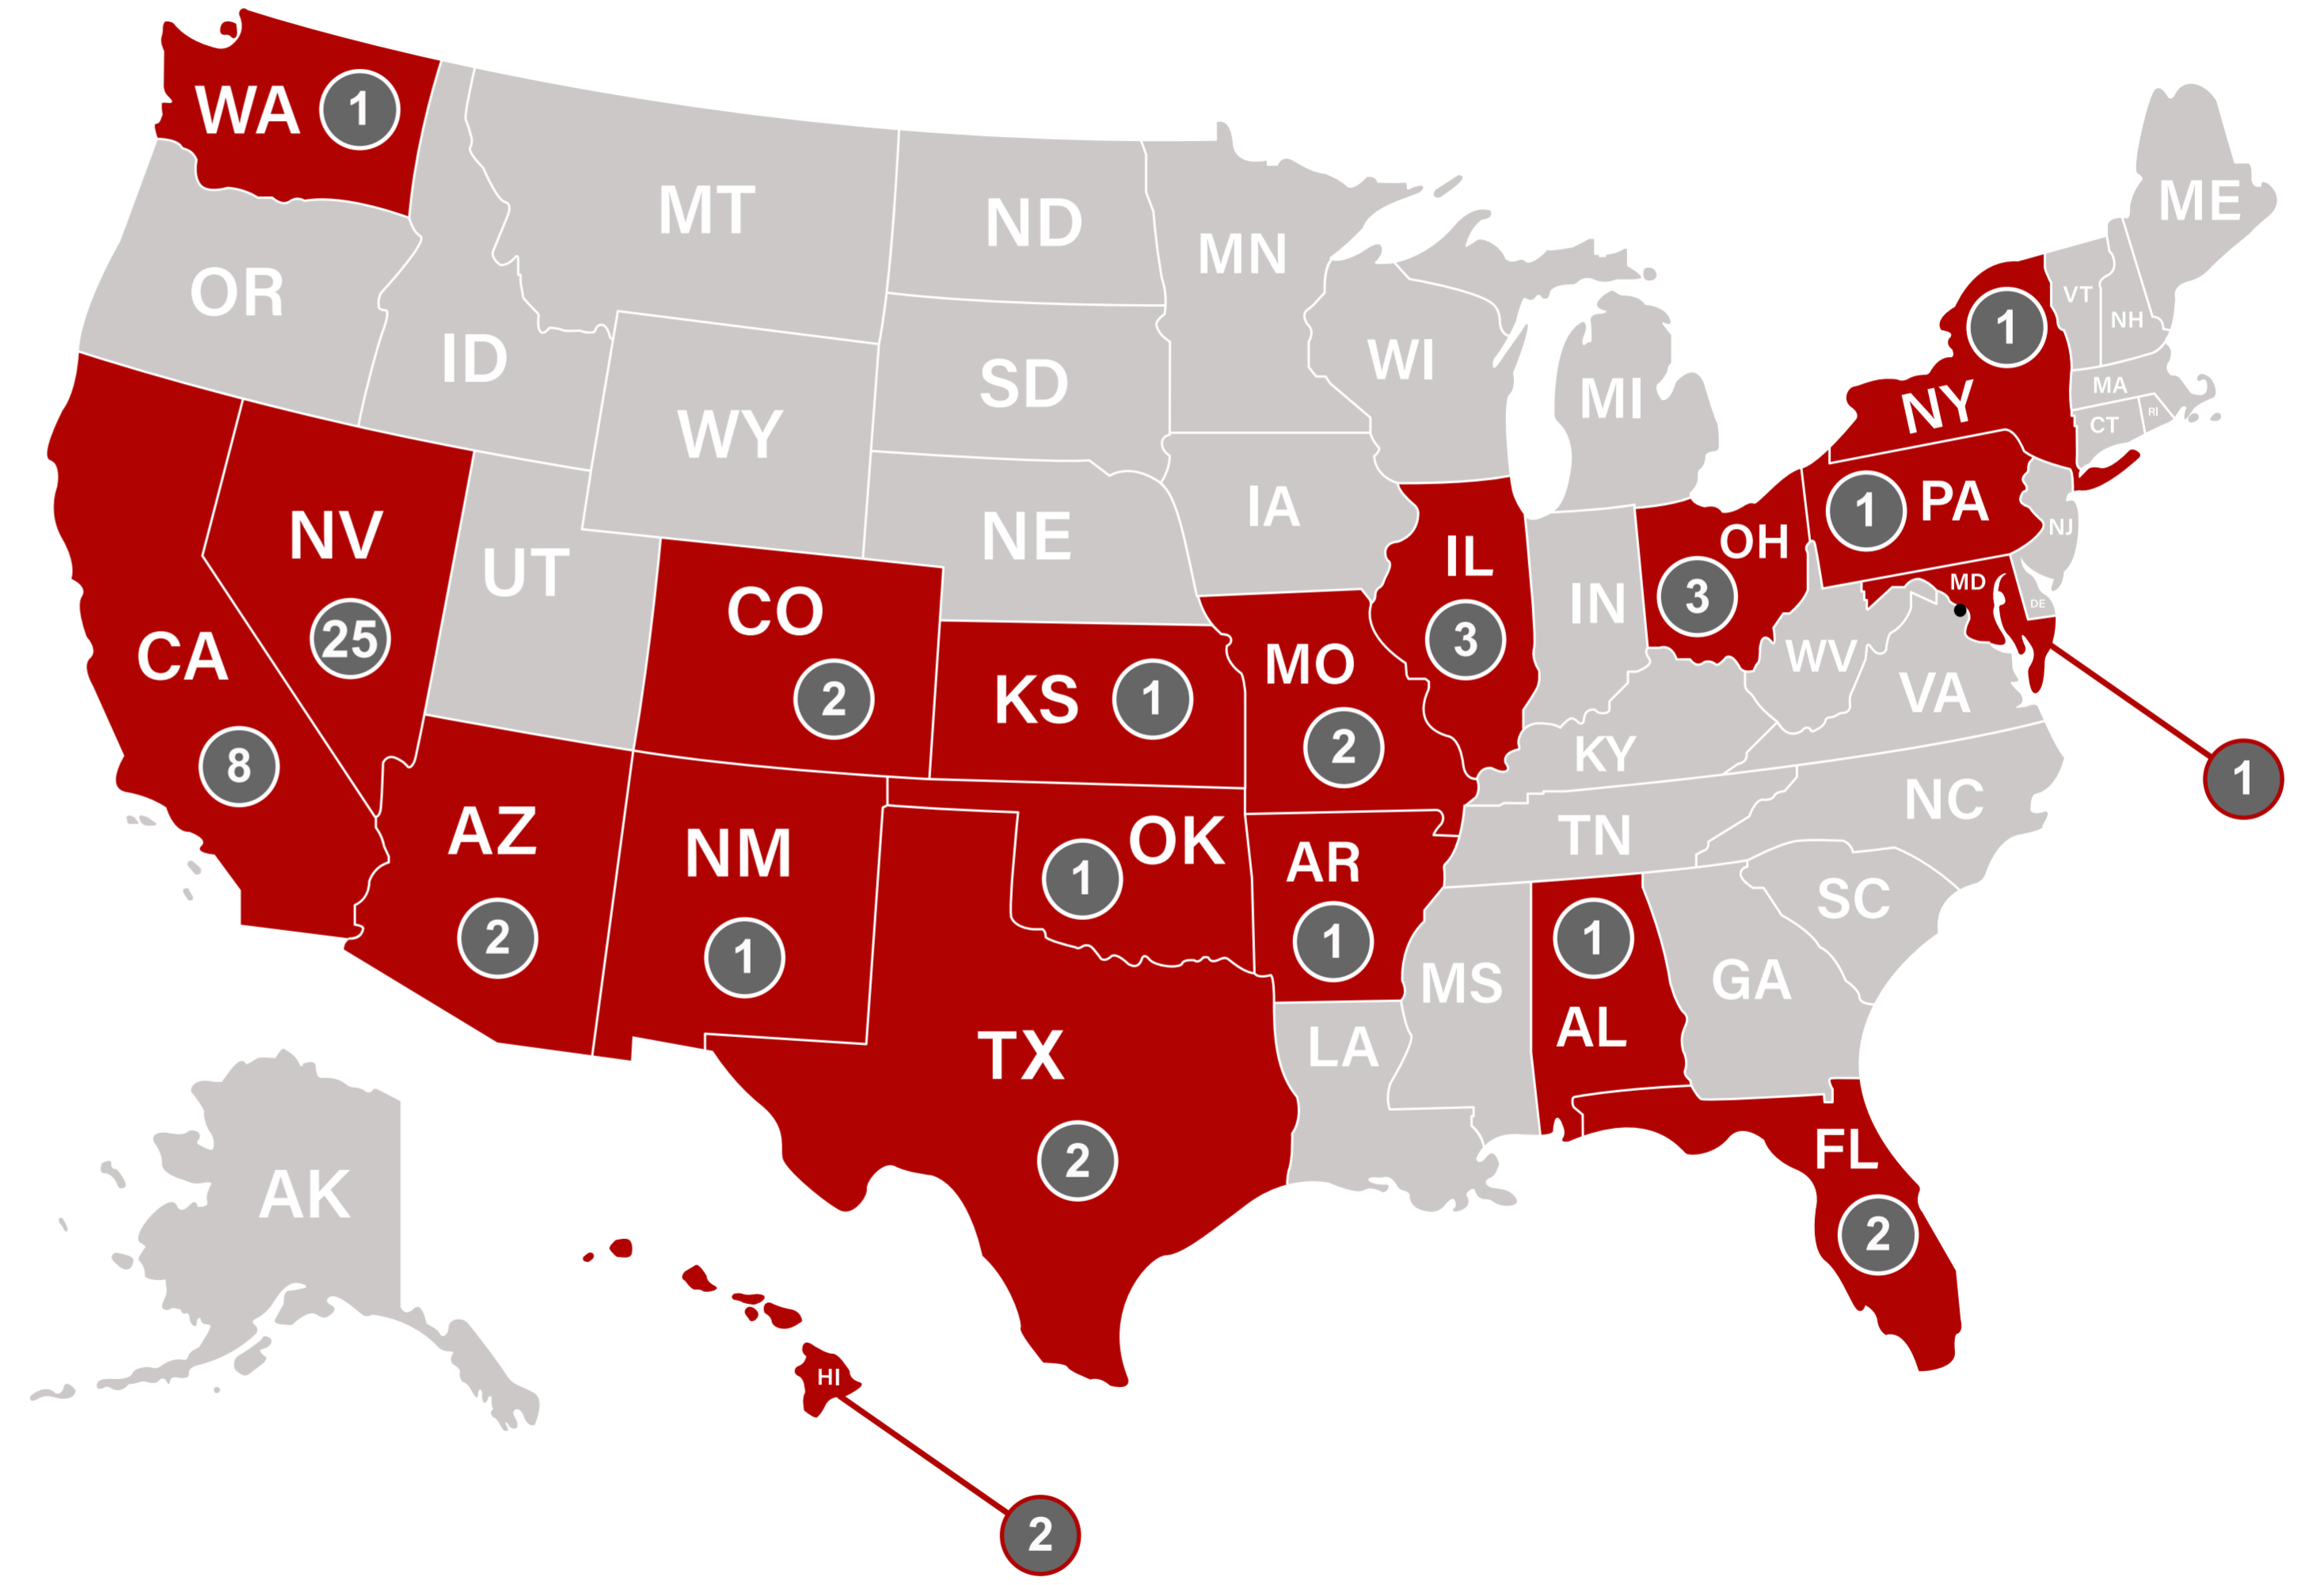 WA 1
MT
ND
MN
ME
OR
ID
SD
WI
MI
VT
NH
1
NY
MA
CT
RI
WY
NE
IA
NV
25
UT
CO
2
KS 1
MO
2
IL
3
IN
OH
3
1 PA
NJ
MD
DE
WV
VA
1
CA
8
KY
NC
TN
SC
AZ
2
NM
1
OK
1
AR
1
MS
1
AL
GA
LA
TX
2
FL
2
AK
HI
2